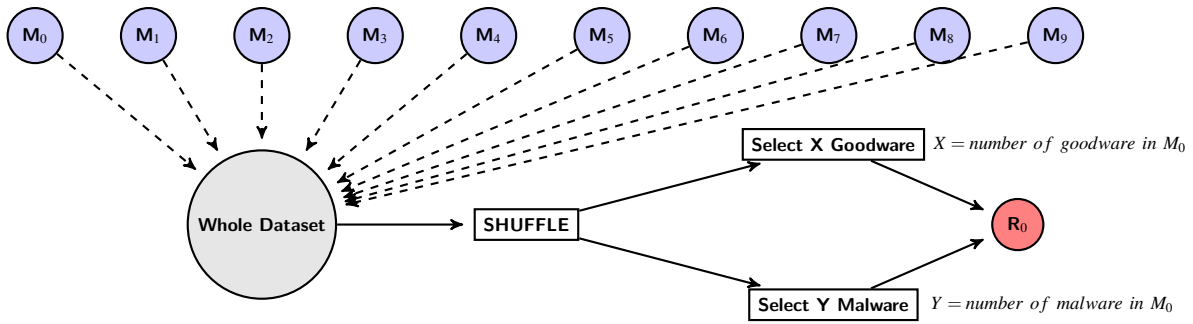 M₀ M₁ M₂ M₃ M₄ M₅ M₆ M₇ M₈ M₉
Select X Goodware X = number of goodware in M₀
Whole Dataset SHUFFLE R₀
Select Y Malware Y = number of malware in M₀